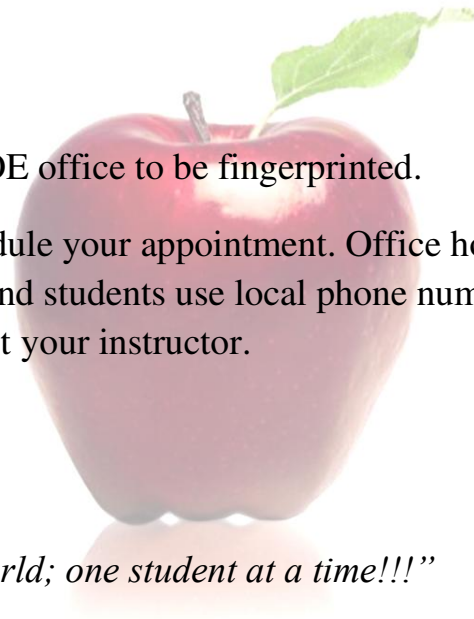 OE office to be fingerprinted.
dule your appointment. Office ho
nd students use local phone num
t your instructor.
rld; one student at a time!!!”